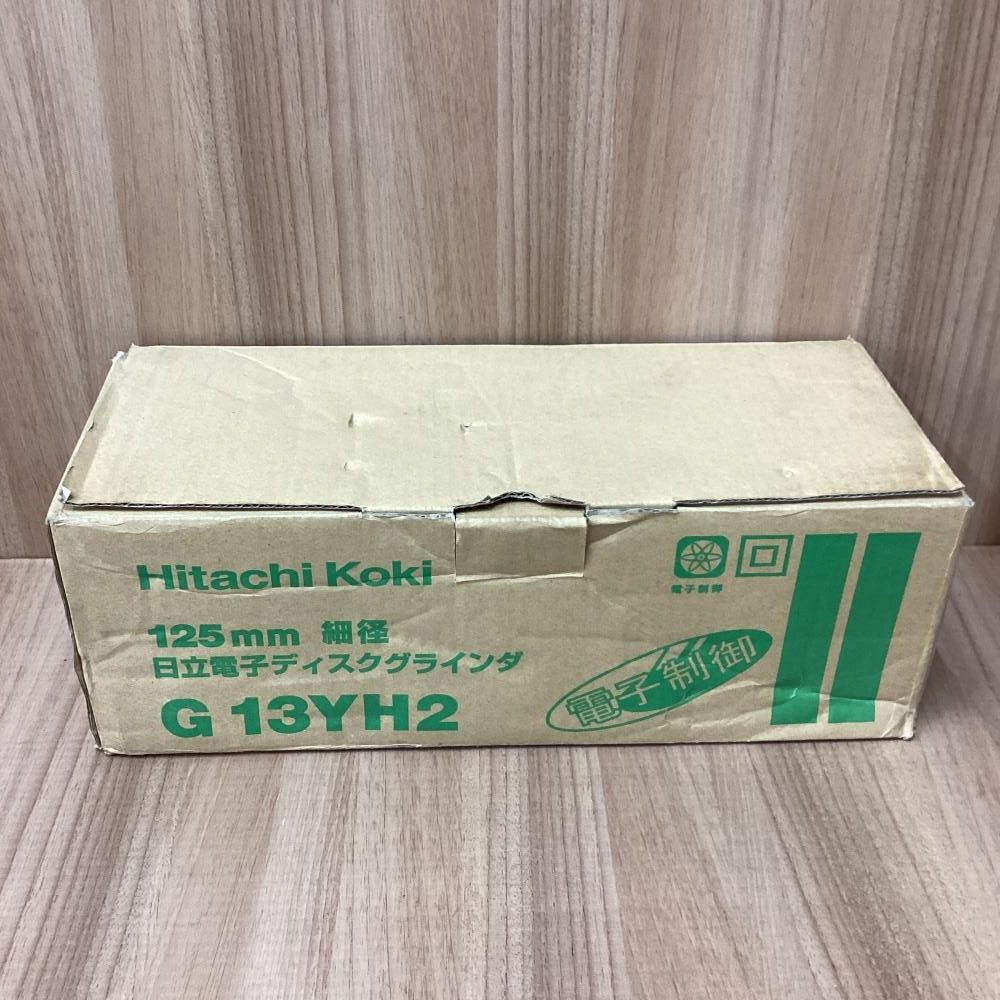 Hitachi Koki
125mm 細径
日立電子ディスクグラインダ
G 13YH2
電子制御
電子制御